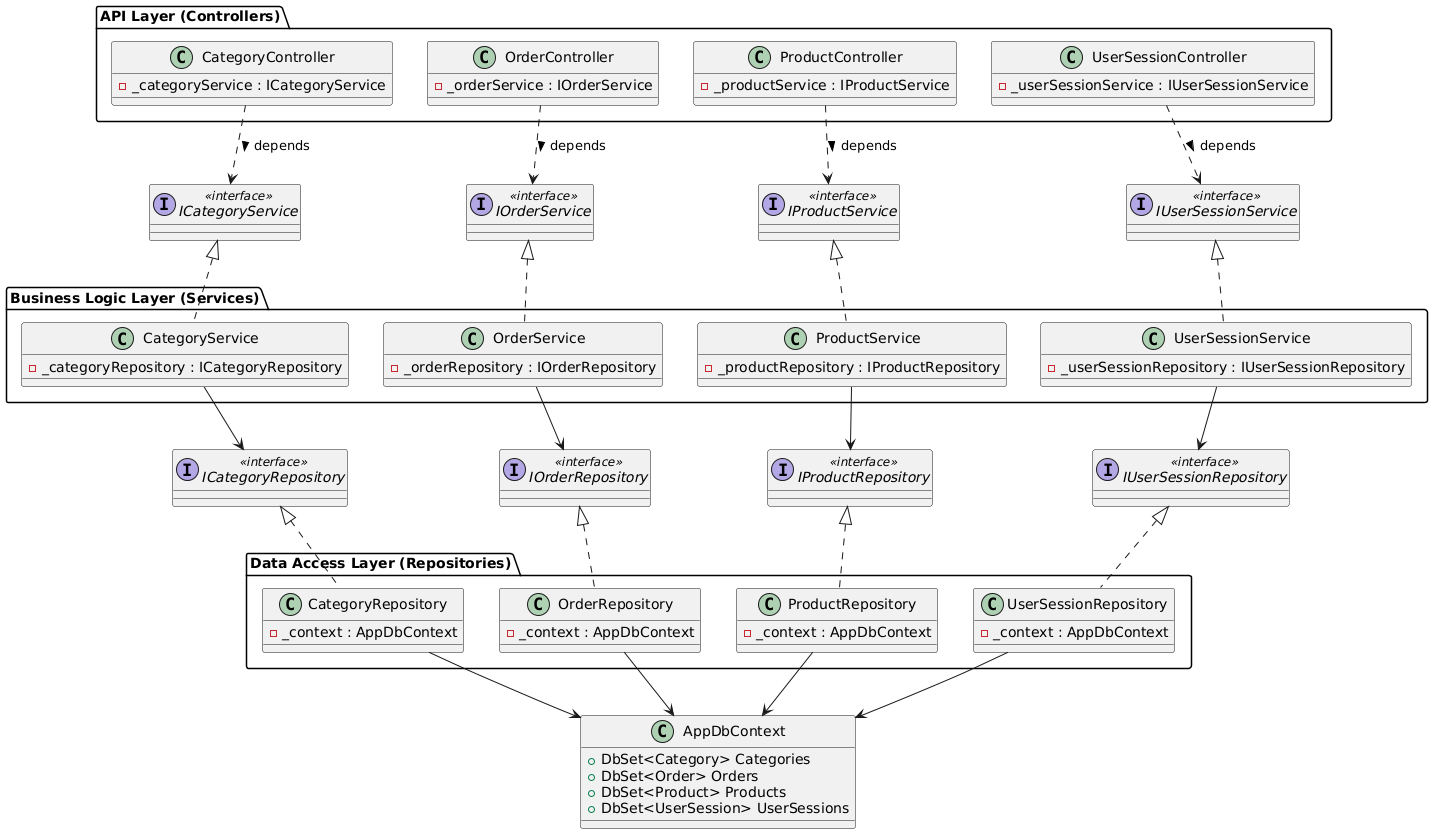 API Layer (Controllers)
C CategoryController
_categoryService : ICategoryService
C OrderController
_orderService : IOrderService
C ProductController
_productService : IProductService
C UserSessionController
_userSessionService : IUserSessionService
depends
depends
depends
depends
I «interface»
ICategoryService
I «interface»
IOrderService
I «interface»
IProductService
I «interface»
IUserSessionService
Business Logic Layer (Services)
C CategoryService
_categoryRepository : ICategoryRepository
C OrderService
_orderRepository : IOrderRepository
C ProductService
_productRepository : IProductRepository
C UserSessionService
_userSessionRepository : IUserSessionRepository
I «interface»
ICategoryRepository
I «interface»
IOrderRepository
I «interface»
IProductRepository
I «interface»
IUserSessionRepository
Data Access Layer (Repositories)
C CategoryRepository
_context : AppDbContext
C OrderRepository
_context : AppDbContext
C ProductRepository
_context : AppDbContext
C UserSessionRepository
_context : AppDbContext
C AppDbContext
DbSet<Category> Categories
DbSet<Order> Orders
DbSet<Product> Products
DbSet<UserSession> UserSessions